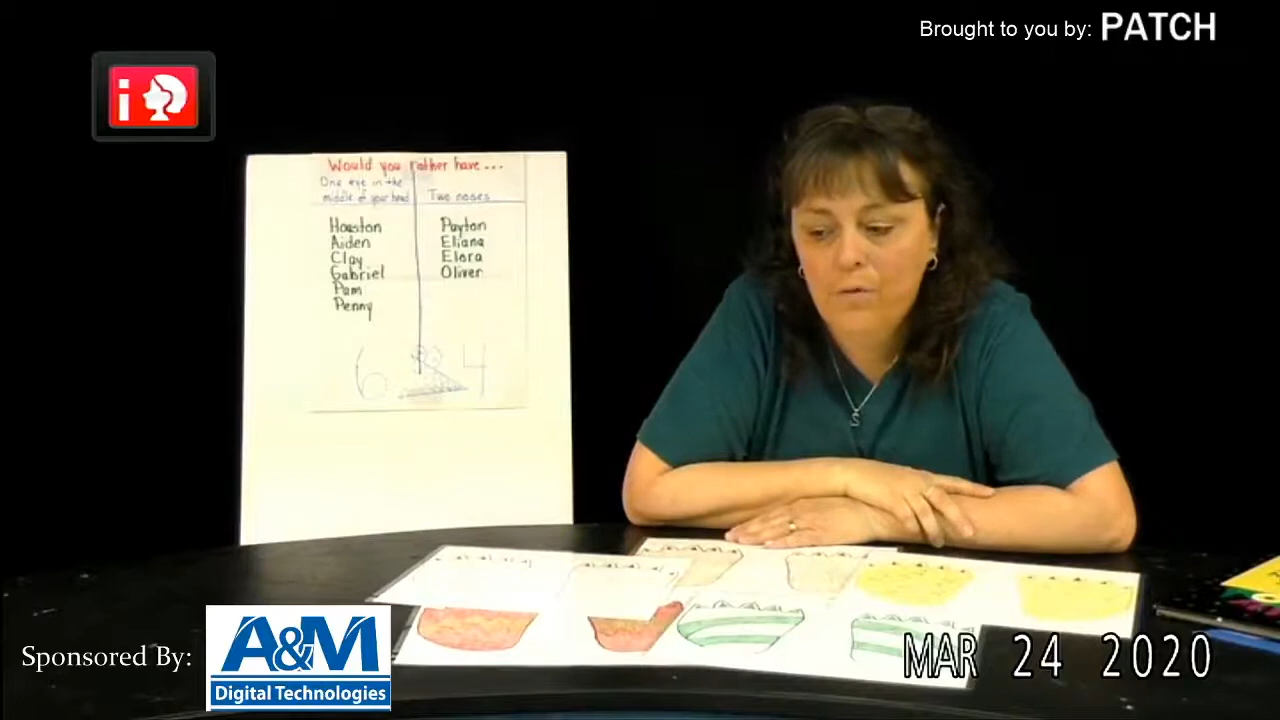 Brought to you by: PATCH
i
Would you rather have...
One eye in the
middle of your head
Two noses
Houston
Aiden
Clay
Gabriel
Pam
Penny
Payton
Eliana
Elora
Oliver
6
4
S
Sponsored By:
A&M
Digital Technologies
MAR 24 2020